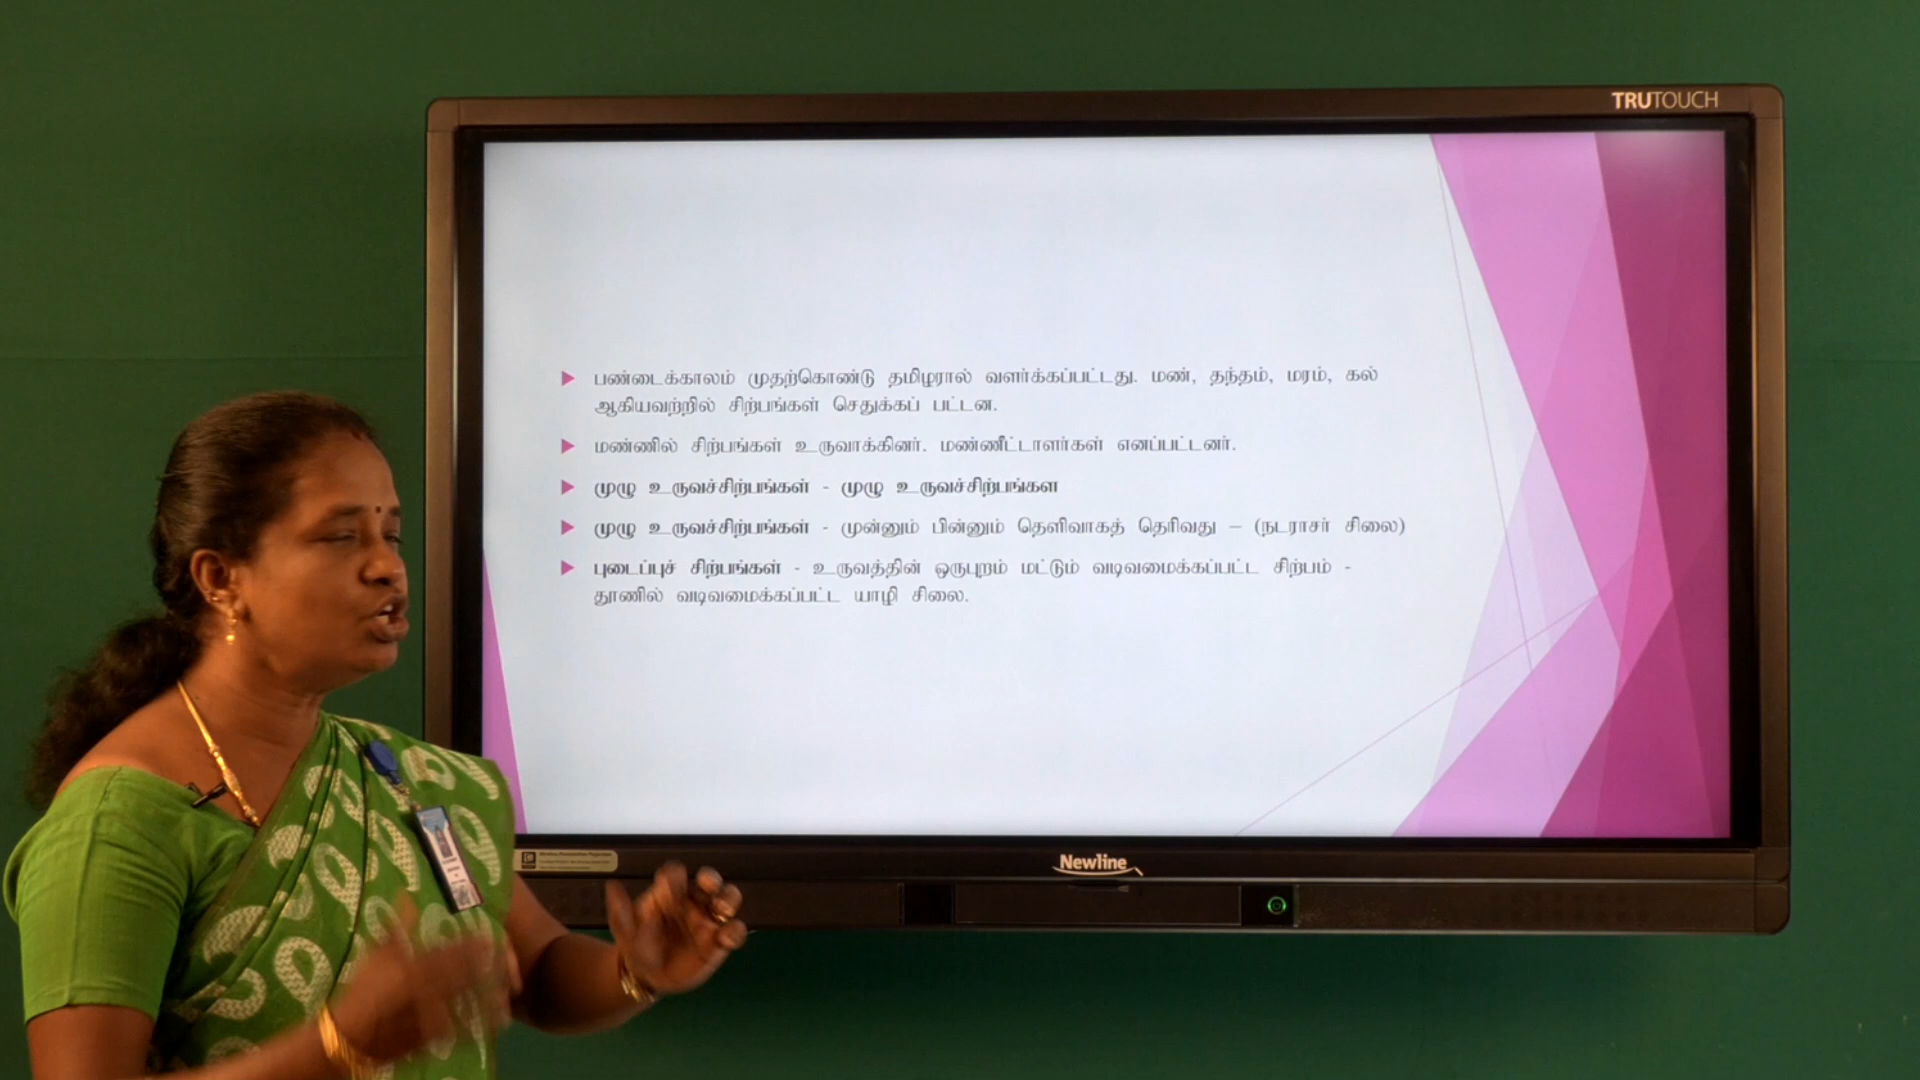 TRUTOUCH
பண்டைக்காலம் முதற்கொண்டு தமிழரால் வளர்க்கப்பட்டது. மண், தந்தம், மரம், கல்
ஆகியவற்றில் சிற்பங்கள் செதுக்கப் பட்டன.
மண்ணில் சிற்பங்கள் உருவாக்கினர். மண்ணீட்டாளர்கள் எனப்பட்டனர்.
முழு உருவச்சிற்பங்கள் - முழு உருவச்சிற்பங்கள
முழு உருவச்சிற்பங்கள் - முன்னும் பின்னும் தெளிவாகத் தெரிவது – (நடராசர் சிலை)
புடைப்புச் சிற்பங்கள் - உருவத்தின் ஒருபுறம் மட்டும் வடிவமைக்கப்பட்ட சிற்பம் -
தூணில் வடிவமைக்கப்பட்ட யாழி சிலை.
Newline